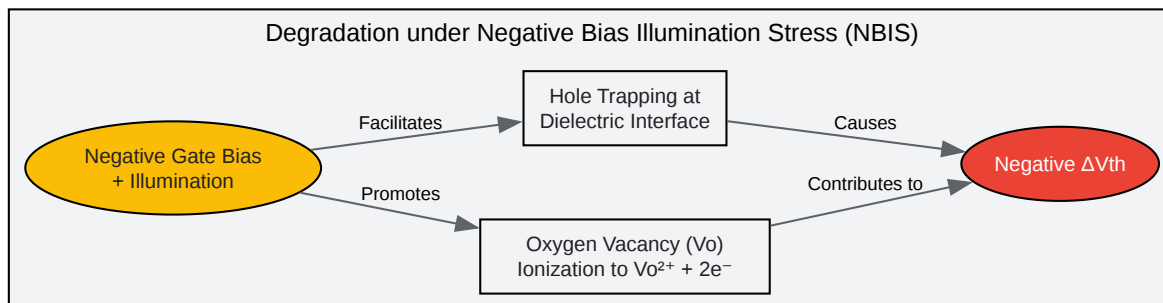 Degradation under Negative Bias Illumination Stress (NBIS)
Negative Gate Bias
+ Illumination
Facilitates
Hole Trapping at
Dielectric Interface
Causes
Promotes
Oxygen Vacancy (Vo)
Ionization to Vo²⁺ + 2e⁻
Contributes to
Negative ΔVth